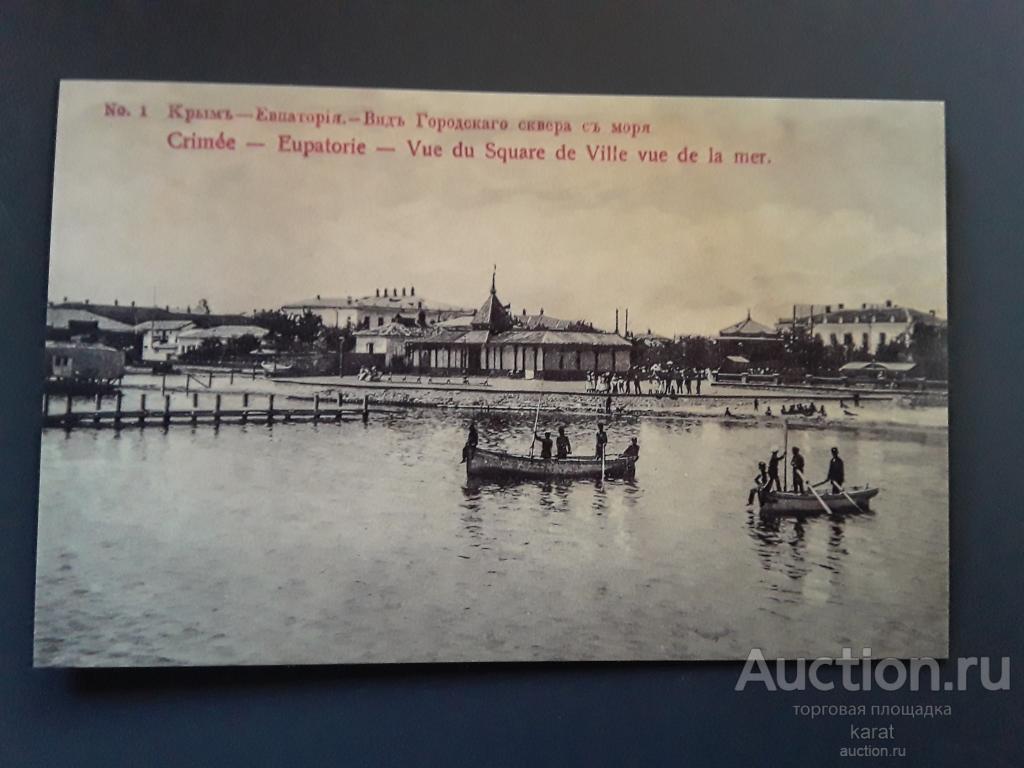 No. 1 Крымъ—Евпаторія.—Видъ Городскаго сквера съ моря
Crimée — Eupatorie — Vue du Square de Ville vue de la mer.
Auction.ru
торговая площадка
karat
auction.ru